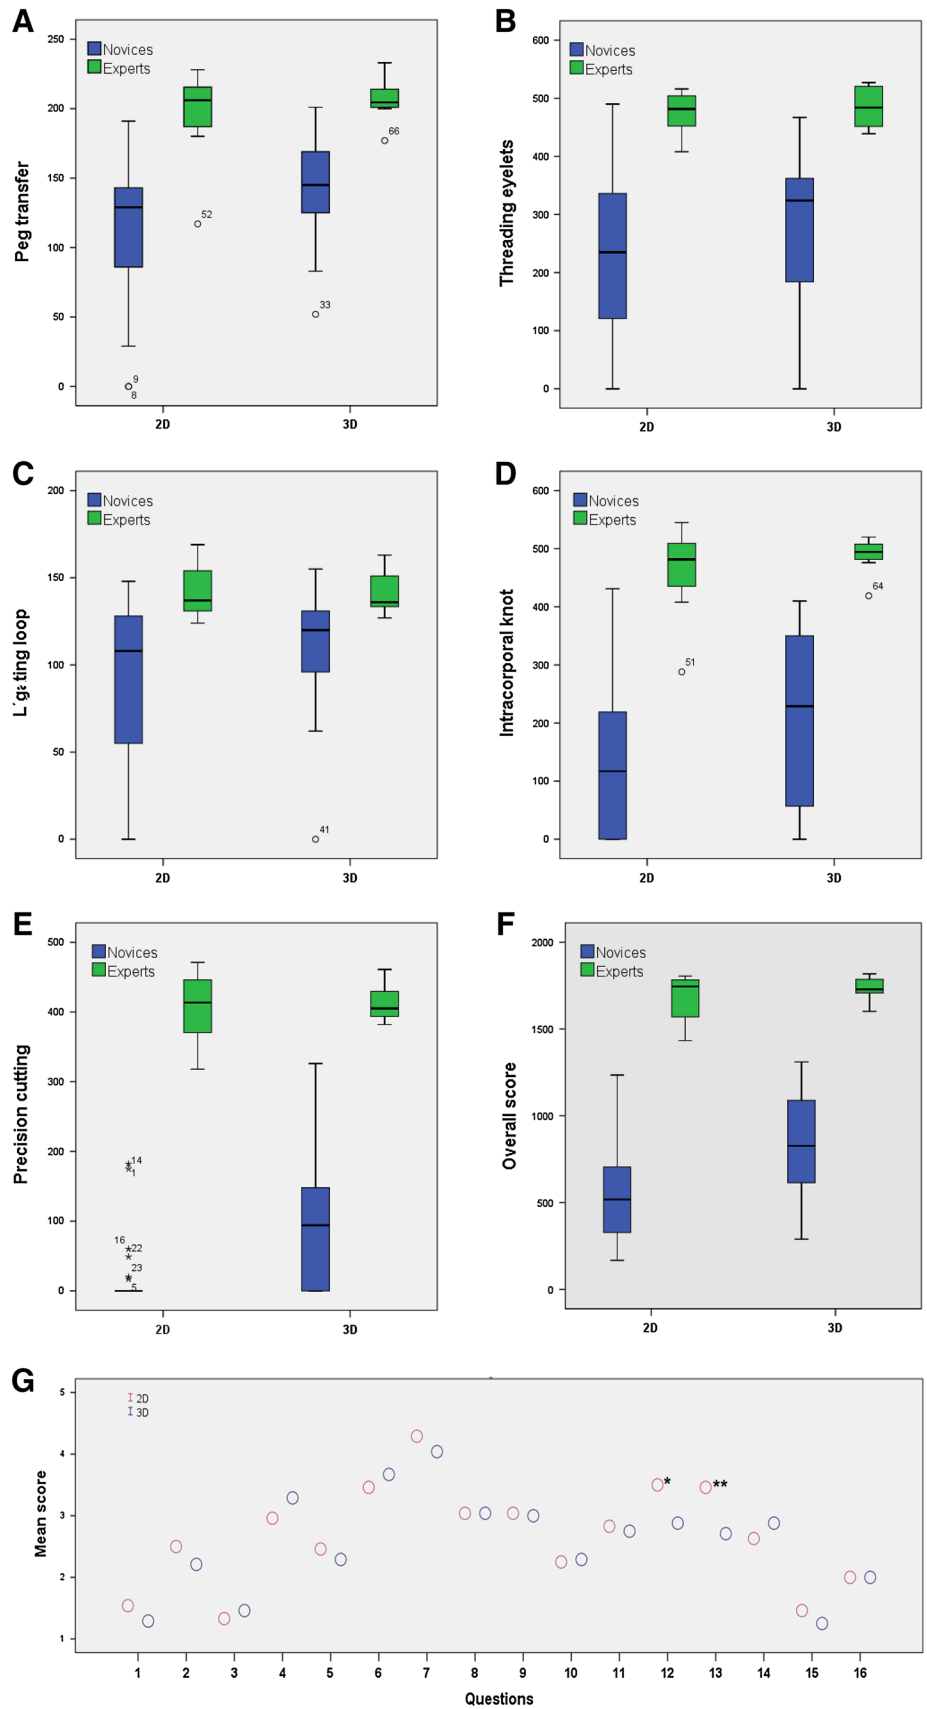 A
250
Novices
Experts
200
66
Peg transfer
150
52
100
50
33
9
8
0
2D
3D
B
600
Novices
Experts
500
400
Threading eyelets
300
200
100
0
2D
3D
C
200
Novices
Experts
150
100
loop
50
41
0
2D
3D
D
600
Novices
Experts
500
64
400
Intracorporal knot
300
51
200
100
0
2D
3D
E
500
Novices
Experts
400
300
Precision cutting
200
14
1
100
16
22
23
5
0
2D
3D
F
2000
Novices
Experts
1500
Overall score
1000
500
0
2D
3D
G
5
2D
3D
4
Mean score
3
* **
2
1
1 2 3 4 5 6 7 8 9 10 11 12 13 14 15 16
Questions